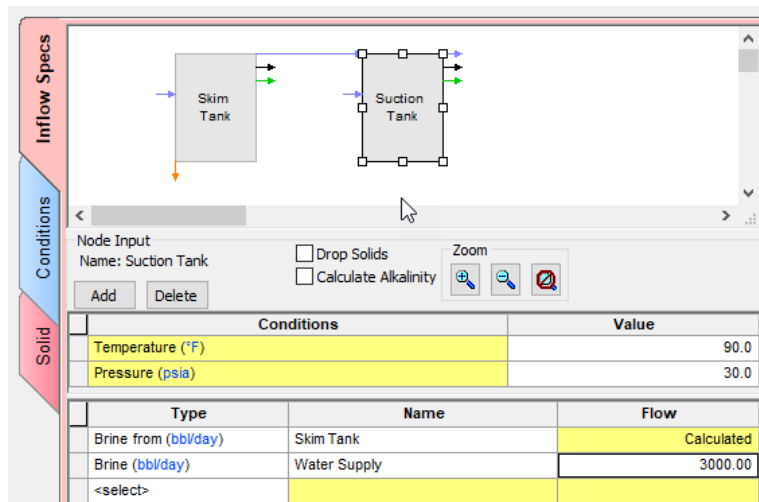 Inflow Specs
Conditions
Solid
Skim
Tank
Suction
Tank
Node Input
Name: Suction Tank
Drop Solids
Calculate Alkalinity
Zoom
Add Delete
Conditions Value
Temperature (°F) 90.0
Pressure (psia) 30.0
Type Name Flow
Brine from (bbl/day) Skim Tank Calculated
Brine (bbl/day) Water Supply 3000.00
<select>